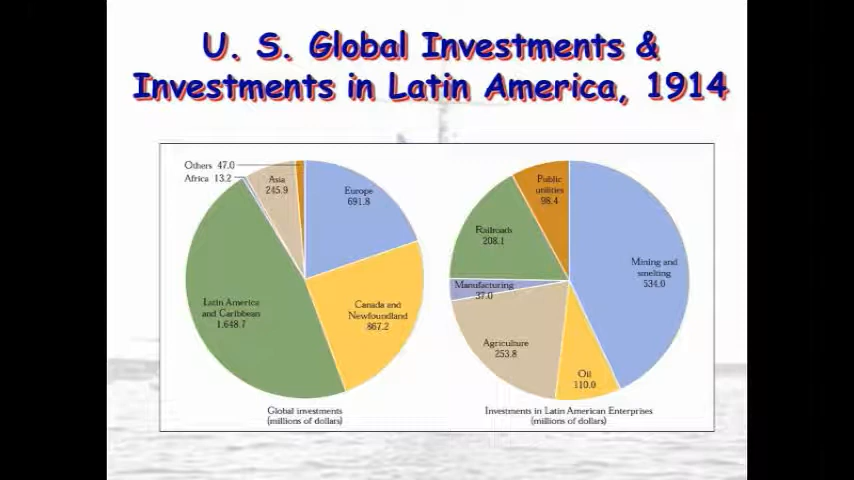 U. S. Global Investments &
Investments in Latin America, 1914
Others 47.0
Africa 13.2
Asia
245.9
Europe
691.8
Canada and
Newfoundland
867.2
Latin America
and Caribbean
1,648.7
Global investments
(millions of dollars)
Public
utilities
98.4
Railroads
208.1
Mining and
smelting
534.0
Manufacturing
37.0
Agriculture
253.8
Oil
110.0
Investments in Latin American Enterprises
(millions of dollars)